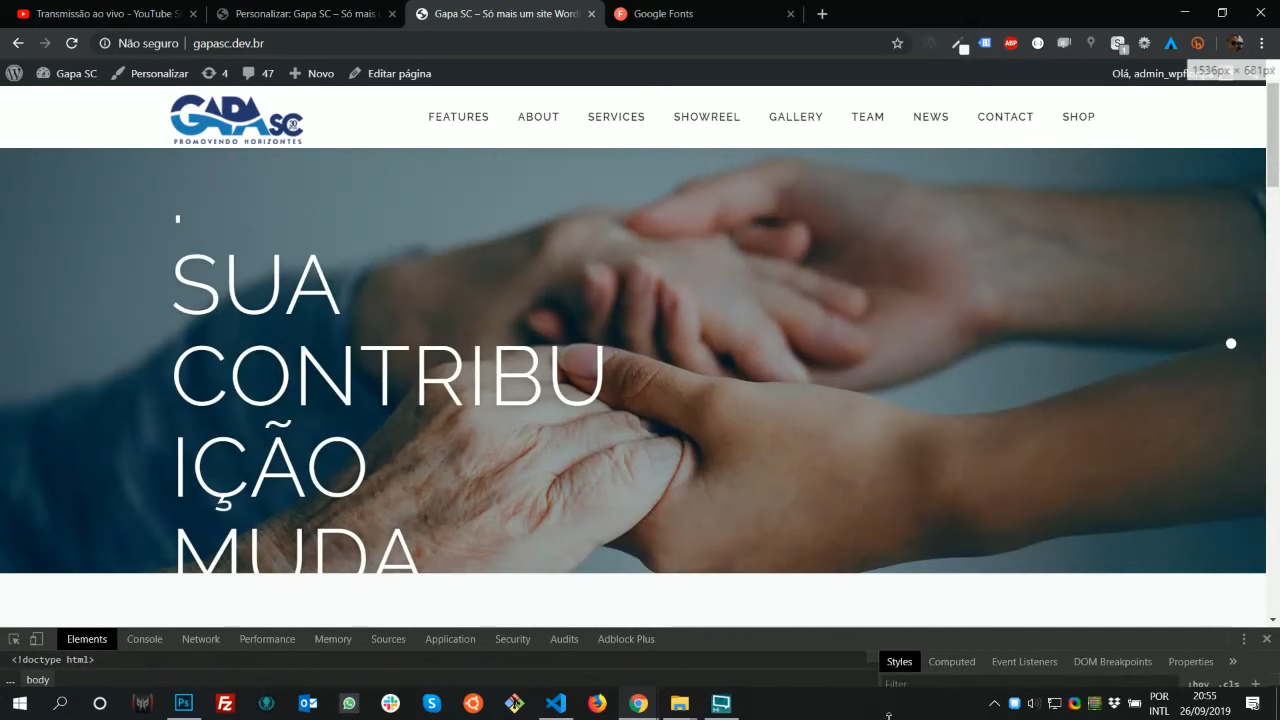 Transmissão ao vivo - YouTube S
Personalizar: Gapa SC – Só mais u
Gapa SC – Só mais um site Word
Google Fonts
Não seguro | gapasc.dev.br
Gapa SC
Personalizar
4
47
Novo
Editar página
Olá, admin_wpf
1536px × 681px
GAPA SC
PROMOVENDO HORIZONTES
FEATURES ABOUT SERVICES SHOWREEL GALLERY TEAM NEWS CONTACT SHOP
SUA
CONTRIBU
IÇÃO
MUDA
Elements Console Network Performance Memory Sources Application Security Audits Adblock Plus
<!doctype html>
Styles Computed Event Listeners DOM Breakpoints Properties »
... body
Filter :hov .cls +
POR
INTL
20:55
26/09/2019